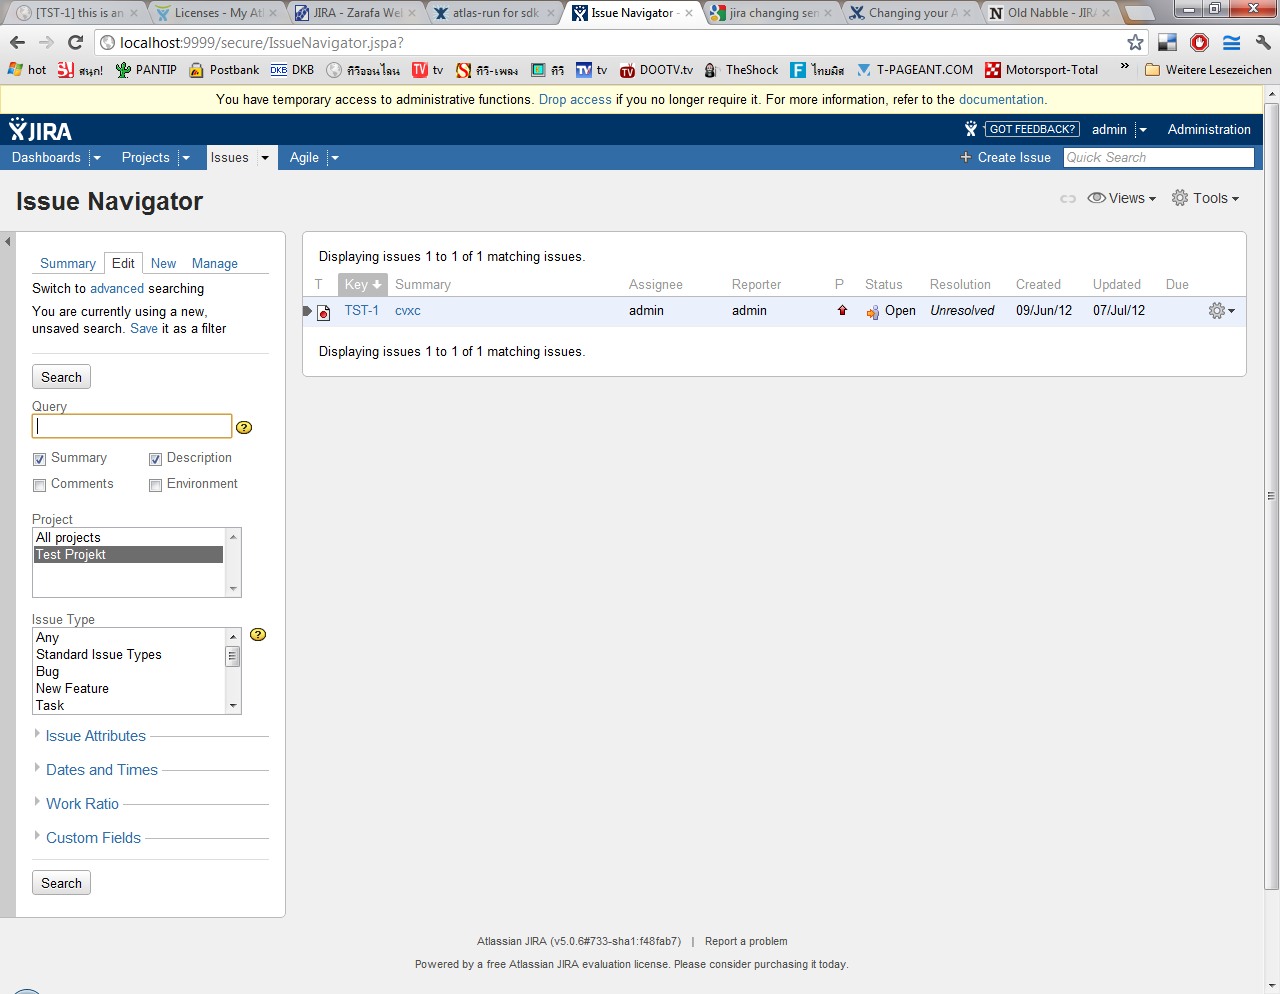 [TST-1] this is an
Licenses - My Atl
JIRA - Zarafa Wel
atlas-run for sdk
Issue Navigator -
jira changing sen
Changing your A
Old Nabble - JIRA
localhost:9999/secure/IssueNavigator.jspa?
hot สนุก! PANTIP Postbank DKB DKB ทีวีออนไลน tv ทีวี-เพลง ทีวี tv DOOTV.tv TheShock ไทยมิส T-PAGEANT.COM Motorsport-Total » Weitere Lesezeichen
You have temporary access to administrative functions. Drop access if you no longer require it. For more information, refer to the documentation.
JIRA GOT FEEDBACK? admin Administration
Dashboards Projects Issues Agile + Create Issue Quick Search
Issue Navigator Views Tools
Summary Edit New Manage
Switch to advanced searching
You are currently using a new,
unsaved search. Save it as a filter
Search
Query
Summary Description
Comments Environment
Project
All projects
Test Projekt
Issue Type
Any
Standard Issue Types
Bug
New Feature
Task
Issue Attributes
Dates and Times
Work Ratio
Custom Fields
Search
Displaying issues 1 to 1 of 1 matching issues.
T Key Summary Assignee Reporter P Status Resolution Created Updated Due
TST-1 cvxc admin admin Open Unresolved 09/Jun/12 07/Jul/12
Displaying issues 1 to 1 of 1 matching issues.
Atlassian JIRA (v5.0.6#733-sha1:f48fab7) | Report a problem
Powered by a free Atlassian JIRA evaluation license. Please consider purchasing it today.